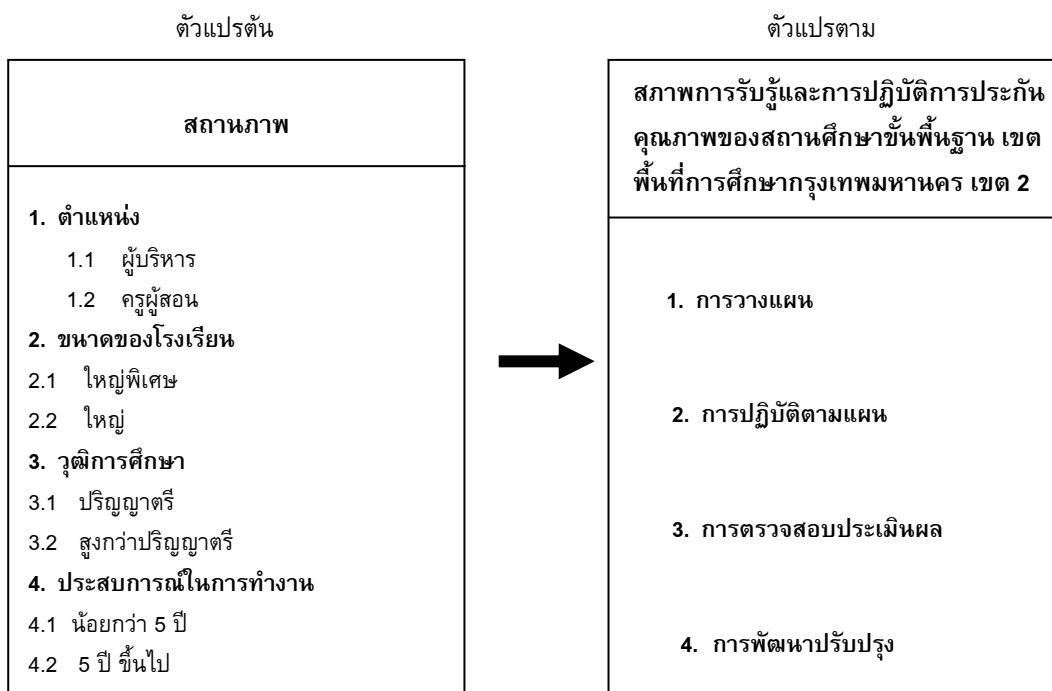 ตัวแปรต้น
สถานภาพ
1. ตำแหน่ง
1.1 ผู้บริหาร
1.2 ครูผู้สอน
2. ขนาดของโรงเรียน
2.1 ใหญ่พิเศษ
2.2 ใหญ่
3. วุฒิการศึกษา
3.1 ปริญญาตรี
3.2 สูงกว่าปริญญาตรี
4. ประสบการณ์ในการทำงาน
4.1 น้อยกว่า 5 ปี
4.2 5 ปี ขึ้นไป
ตัวแปรตาม
สภาพการรับรู้และการปฏิบัติการประกัน
คุณภาพของสถานศึกษาขั้นพื้นฐาน เขต
พื้นที่การศึกษากรุงเทพมหานคร เขต 2
1. การวางแผน
2. การปฏิบัติตามแผน
3. การตรวจสอบประเมินผล
4. การพัฒนาปรับปรุง